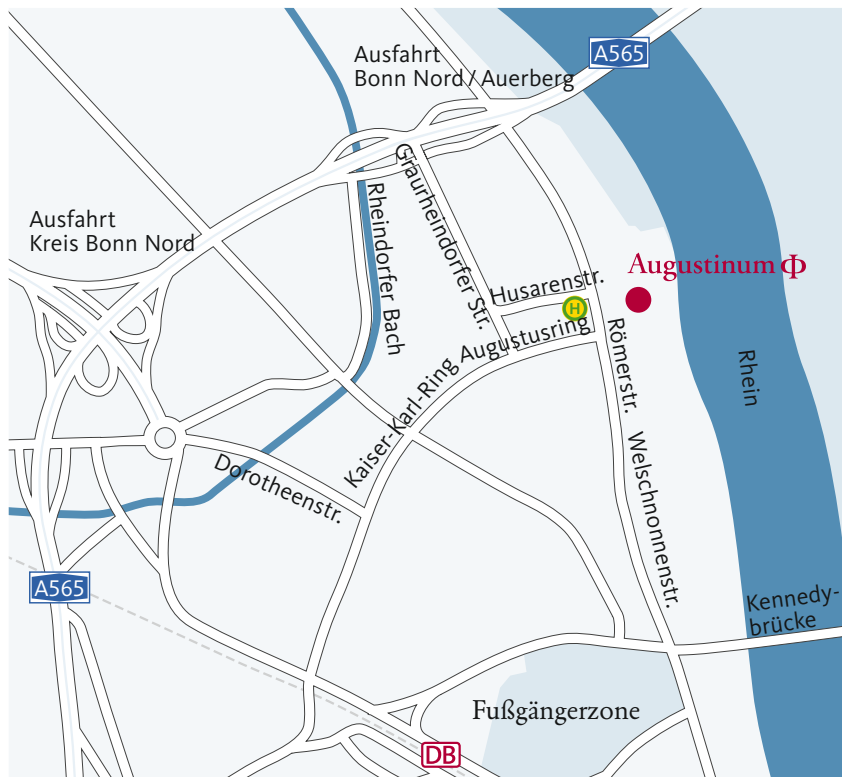 A565
Ausfahrt
Bonn Nord / Auerberg
Graurheindorfer Str.
Rheindorfer Bach
Ausfahrt
Kreis Bonn Nord
Augustinum
Husarenstr.
H
Augustusring
Römerstr.
Rhein
Kaiser-Karl-Ring
Welschnonnenstr.
Dorotheenstr.
A565
Kennedy-
brücke
Fußgängerzone
DB